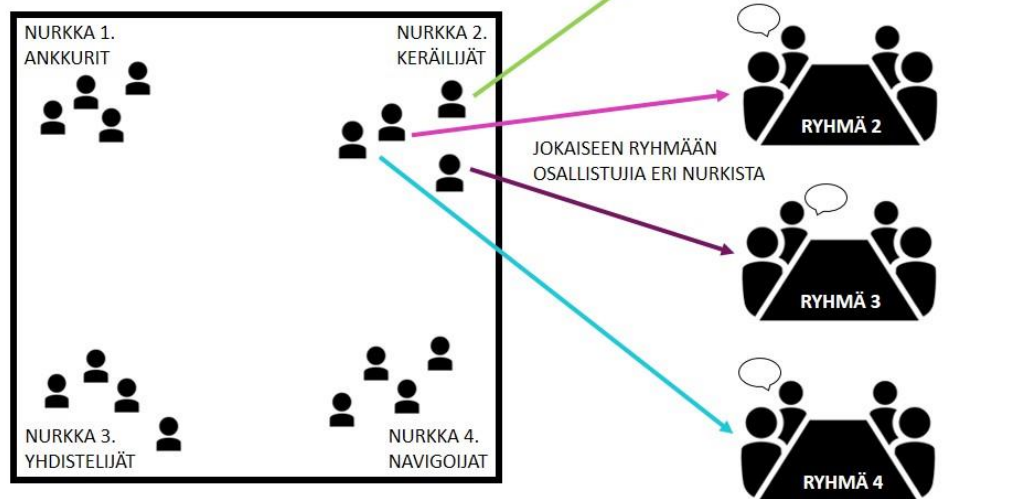 NURKKA 1.
ANKKURIT
NURKKA 2.
KERÄILIJÄT
NURKKA 3.
YHDISTELIJÄT
NURKKA 4.
NAVIGOIJAT
JOKAISEEN RYHMÄÄN
OSALLISTUJIA ERI NURKISTA
RYHMÄ 2
RYHMÄ 3
RYHMÄ 4